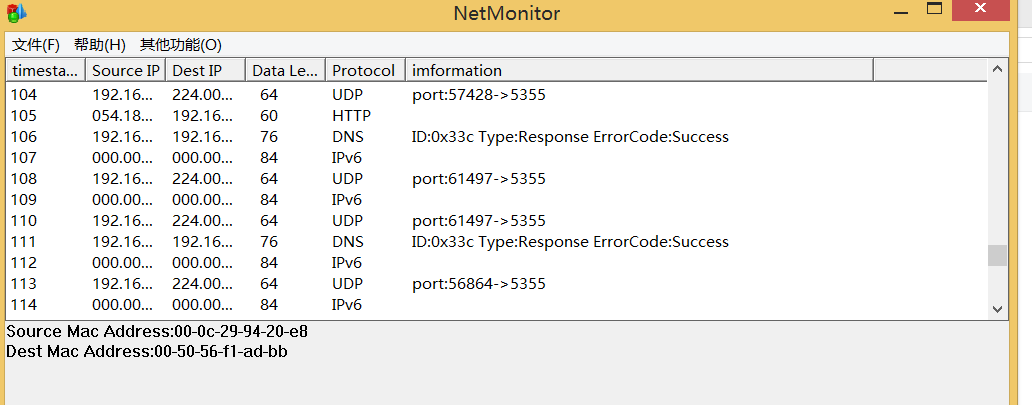 NetMonitor
文件(F) 帮助(H) 其他功能(O)
timesta... Source IP Dest IP Data Le... Protocol imformation
104 192.16... 224.00... 64 UDP port:57428->5355
105 054.18... 192.16... 60 HTTP
106 192.16... 192.16... 76 DNS ID:0x33c Type:Response ErrorCode:Success
107 000.00... 000.00... 84 IPv6
108 192.16... 224.00... 64 UDP port:61497->5355
109 000.00... 000.00... 84 IPv6
110 192.16... 224.00... 64 UDP port:61497->5355
111 192.16... 192.16... 76 DNS ID:0x33c Type:Response ErrorCode:Success
112 000.00... 000.00... 84 IPv6
113 192.16... 224.00... 64 UDP port:56864->5355
114 000.00... 000.00... 84 IPv6
Source Mac Address:00-0c-29-94-20-e8
Dest Mac Address:00-50-56-f1-ad-bb